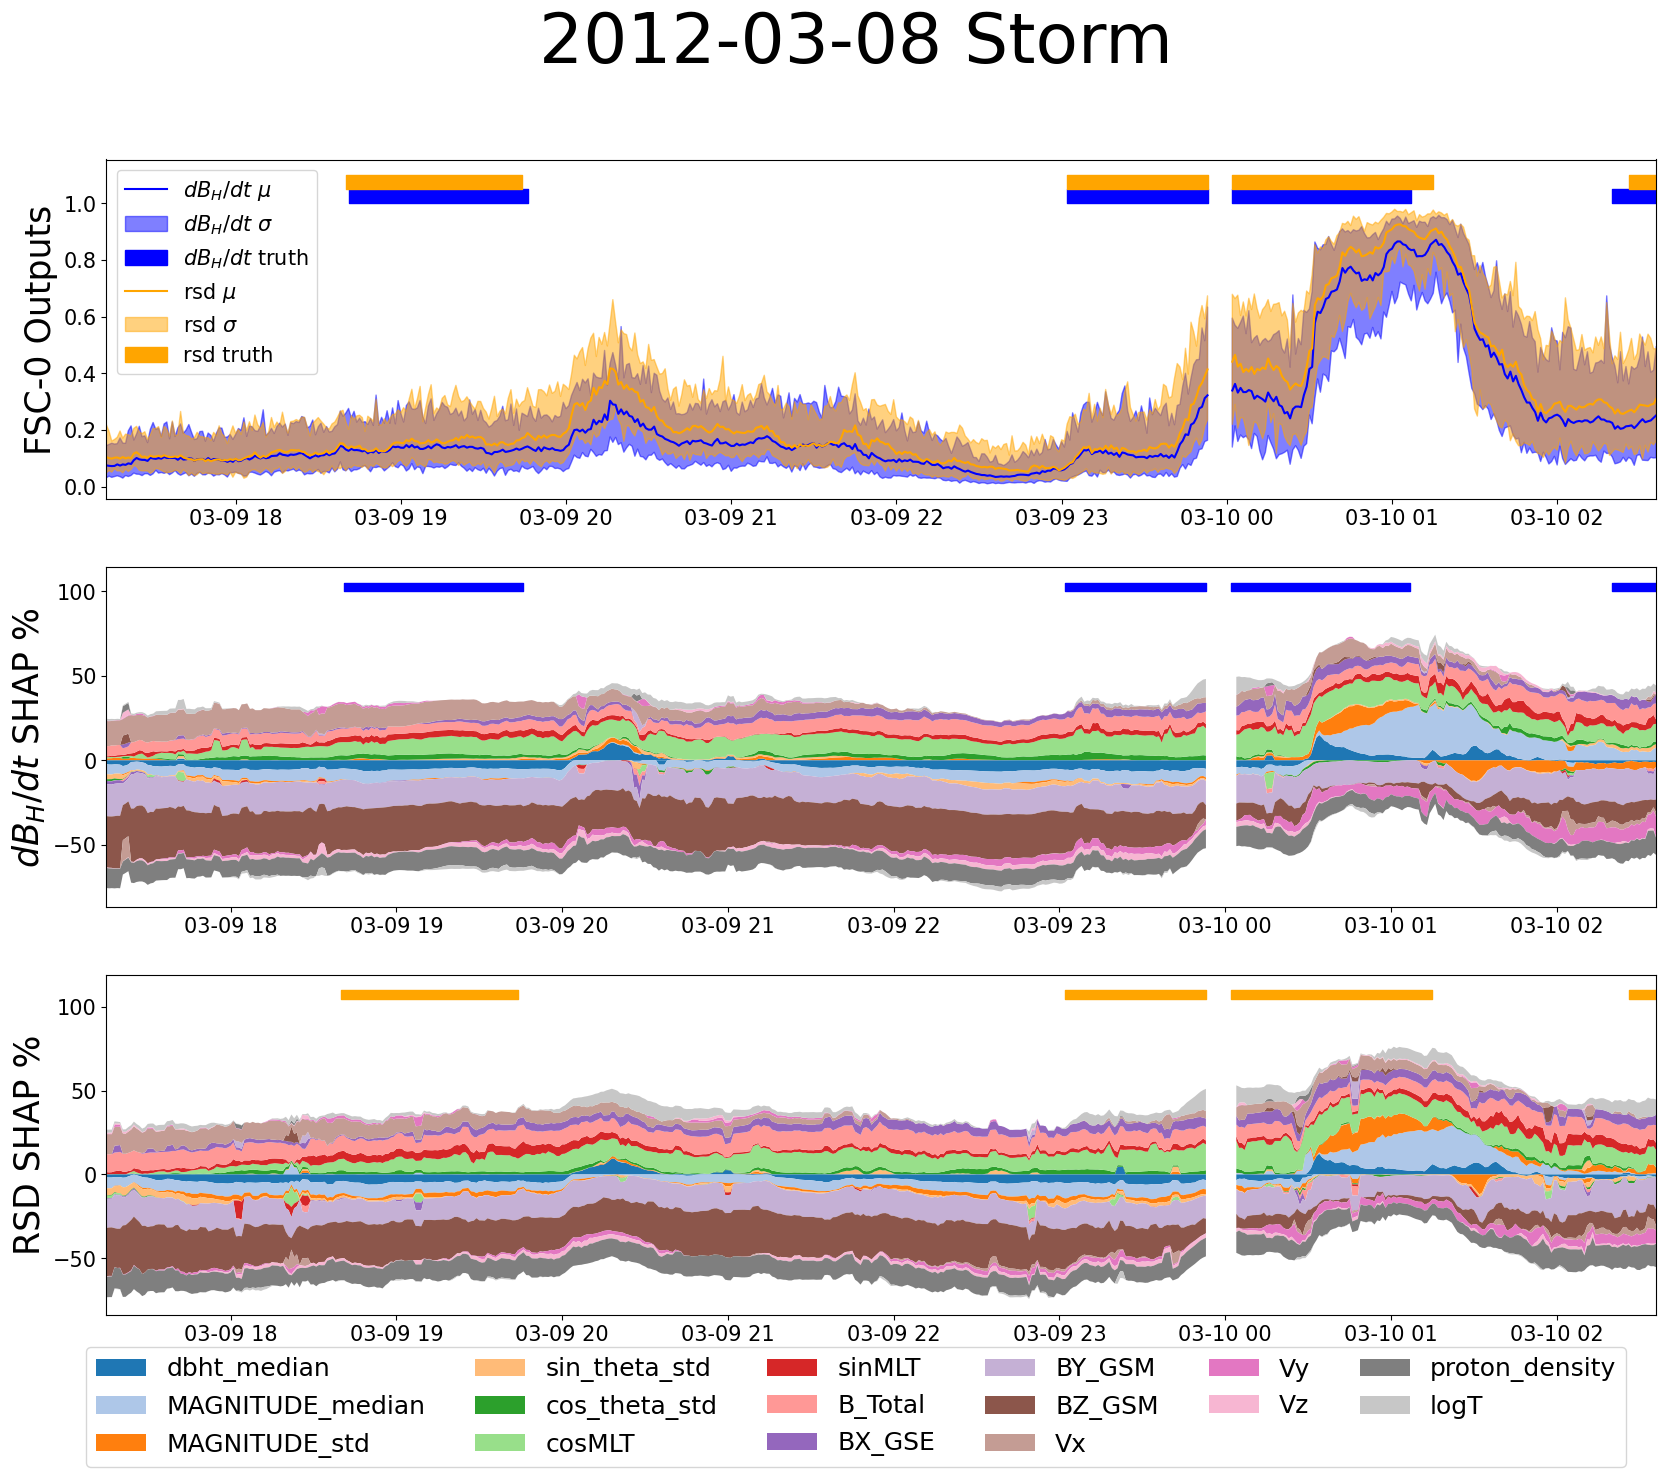 2012-03-08 Storm
FSC-0 Outputs
1.0
0.8
0.6
0.4
0.2
0.0
dB_H/dt μ
dB_H/dt σ
dB_H/dt truth
rsd μ
rsd σ
rsd truth
03-09 18 03-09 19 03-09 20 03-09 21 03-09 22 03-09 23 03-10 00 03-10 01 03-10 02
dB_H/dt SHAP %
100
50
0
−50
03-09 18 03-09 19 03-09 20 03-09 21 03-09 22 03-09 23 03-10 00 03-10 01 03-10 02
RSD SHAP %
100
50
0
−50
03-09 18 03-09 19 03-09 20 03-09 21 03-09 22 03-09 23 03-10 00 03-10 01 03-10 02
dbht_median sin_theta_std sinMLT BY_GSM Vy proton_density
MAGNITUDE_median cos_theta_std B_Total BZ_GSM Vz logT
MAGNITUDE_std cosMLT BX_GSE Vx